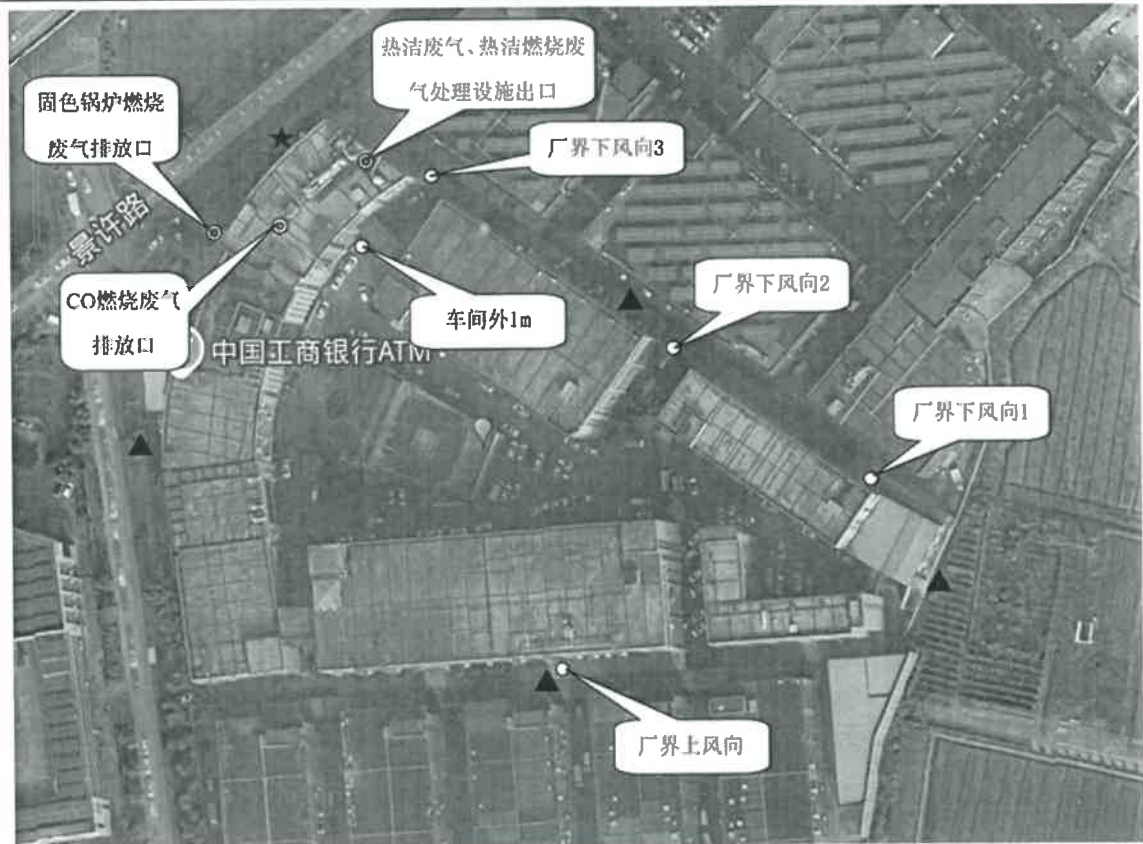 热洁废气、热洁燃烧废
气处理设施出口
固色锅炉燃烧
废气排放口
厂界下风向3
景许路
厂界下风向2
CO燃烧废气
排放口
车间外1m
中国工商银行ATM
厂界下风向1
厂界上风向